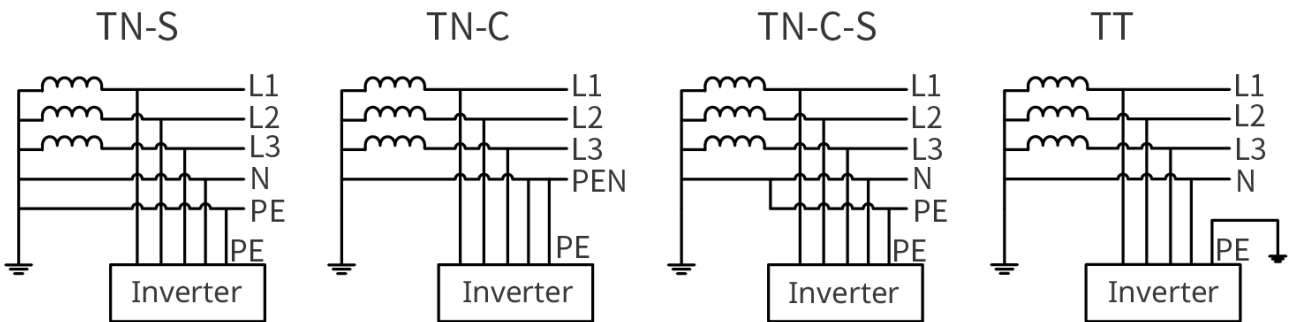 TN-S TN-C TN-C-S TT
L1 L1 L1 L1
L2 L2 L2 L2
L3 L3 L3 L3
N PEN N N
PE PE
PE PE PE PE
Inverter Inverter Inverter Inverter